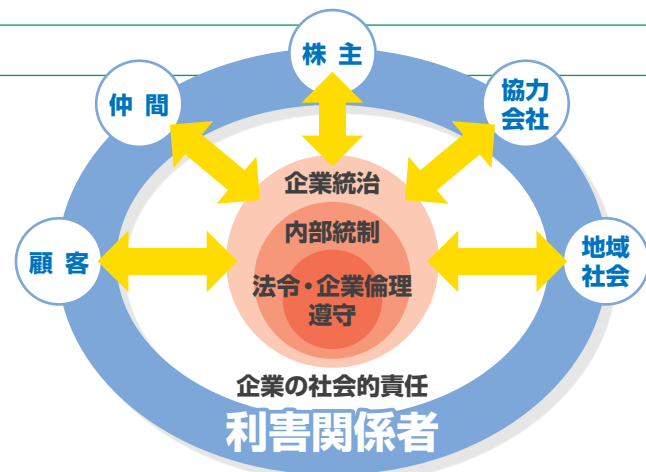 株主
仲間
協力
会社
企業統治
内部統制
顧客
法令・企業倫理
遵守
地域
社会
企業の社会的責任
利害関係者